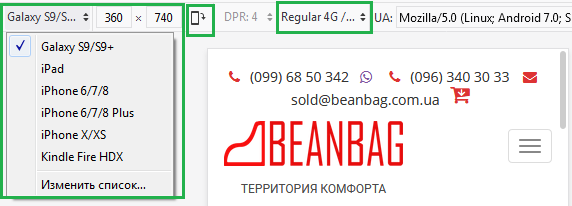 Galaxy S9/S... 360 × 740 DPR: 4 Regular 4G /... UA: Mozilla/5.0 (Linux; Android 7.0; S
Galaxy S9/S9+
iPad
iPhone 6/7/8
iPhone 6/7/8 Plus
iPhone X/XS
Kindle Fire HDX
Изменить список...
(099) 68 50 342 (096) 340 30 33
sold@beanbag.com.ua
BEANBAG
ТЕРРИТОРИЯ КОМФОРТА